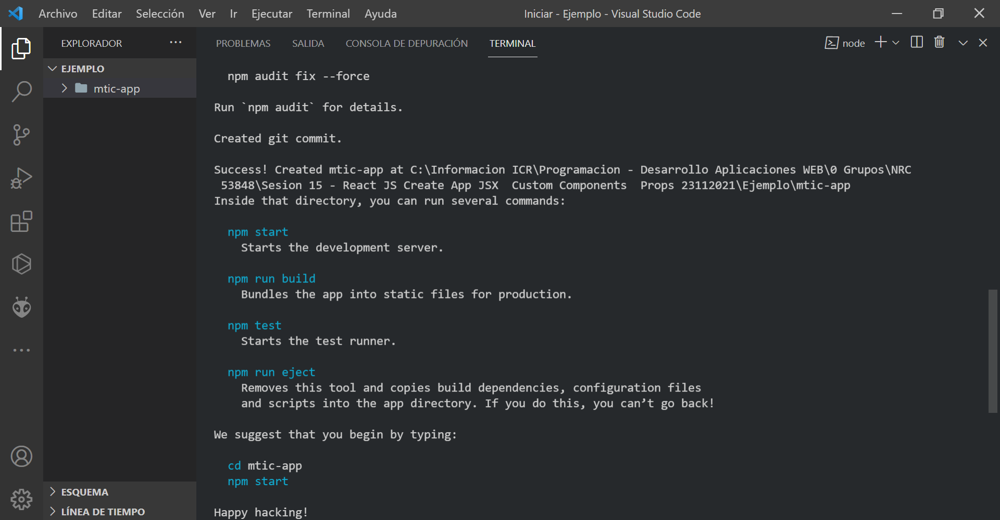 Archivo Editar Selección Ver Ir Ejecutar Terminal Ayuda Iniciar - Ejemplo - Visual Studio Code
EXPLORADOR
EJEMPLO
mtic-app
ESQUEMA
LÍNEA DE TIEMPO
PROBLEMAS SALIDA CONSOLA DE DEPURACIÓN TERMINAL node
npm audit fix --force
Run `npm audit` for details.
Created git commit.
Success! Created mtic-app at C:\Informacion ICR\Programacion - Desarrollo Aplicaciones WEB\0 Grupos\NRC
53848\Sesion 15 - React JS Create App JSX  Custom Components  Props 23112021\Ejemplo\mtic-app
Inside that directory, you can run several commands:
npm start
Starts the development server.
npm run build
Bundles the app into static files for production.
npm test
Starts the test runner.
npm run eject
Removes this tool and copies build dependencies, configuration files
and scripts into the app directory. If you do this, you can’t go back!
We suggest that you begin by typing:
cd mtic-app
npm start
Happy hacking!